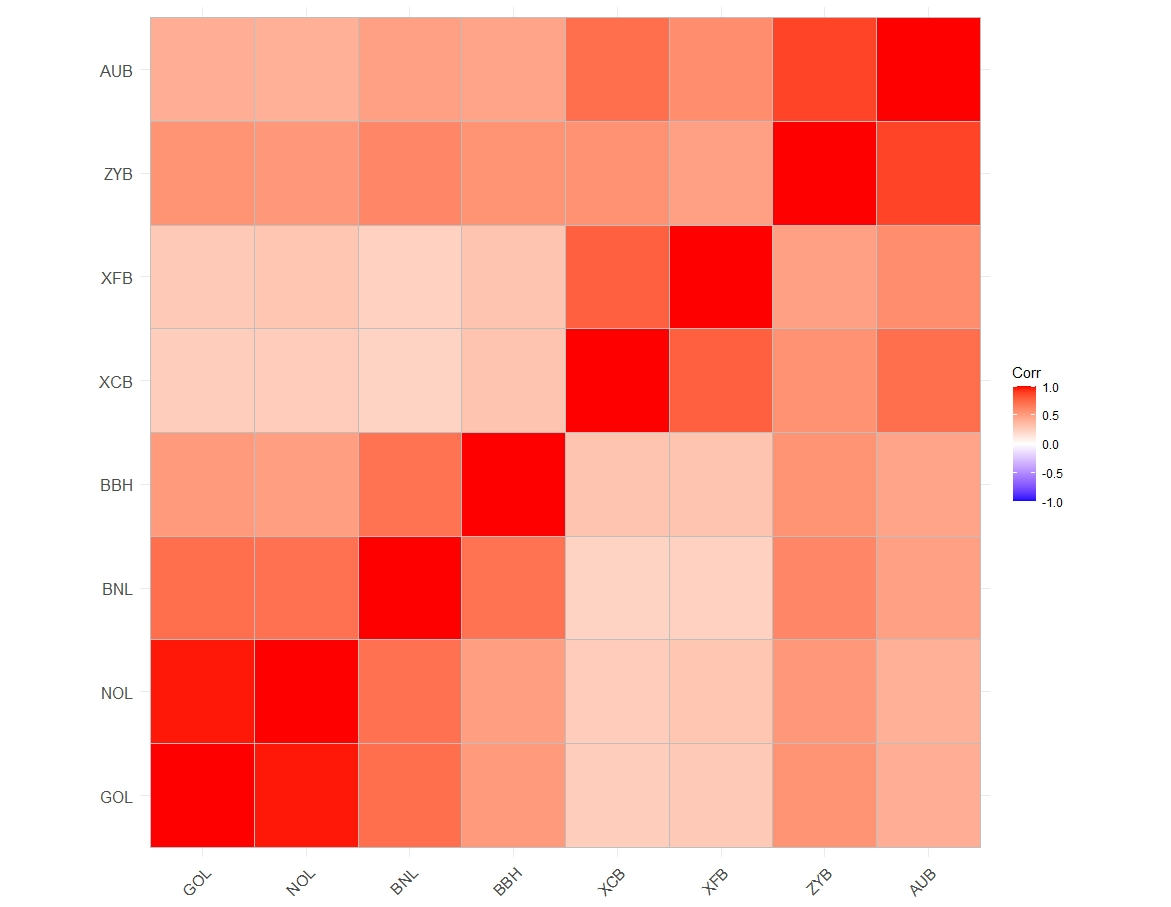 AUB
ZYB
XFB
XCB
BBH
BNL
NOL
GOL
GOL
NOL
BNL
BBH
XCB
XFB
ZYB
AUB
Corr
1.0
0.5
0.0
-0.5
-1.0